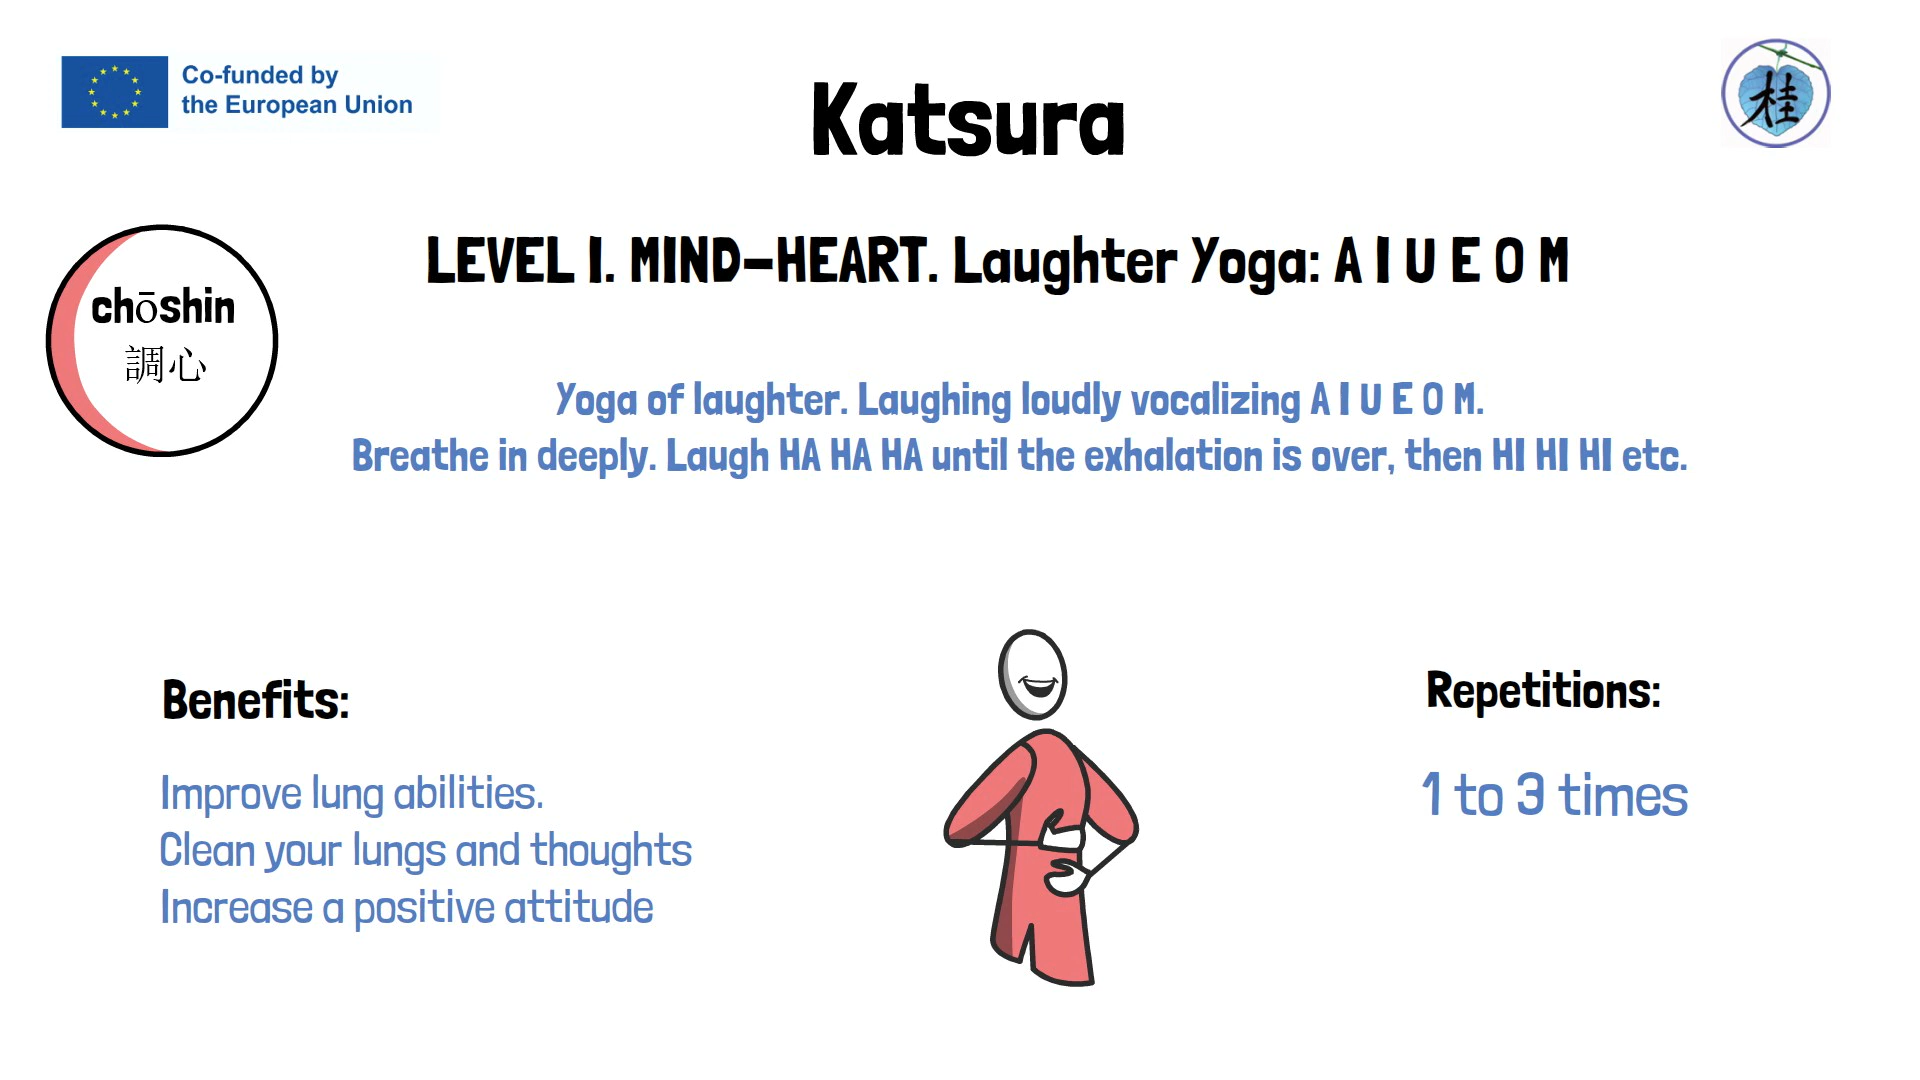 Co-funded by
the European Union
Katsura
桂
LEVEL 1. MIND-HEART. Laughter Yoga: A I U E O M
chōshin
調心
Yoga of laughter. Laughing loudly vocalizing A I U E O M.
Breathe in deeply. Laugh HA HA HA until the exhalation is over, then HI HI HI etc.
Benefits:
Improve lung abilities.
Clean your lungs and thoughts
Increase a positive attitude
Repetitions:
1 to 3 times